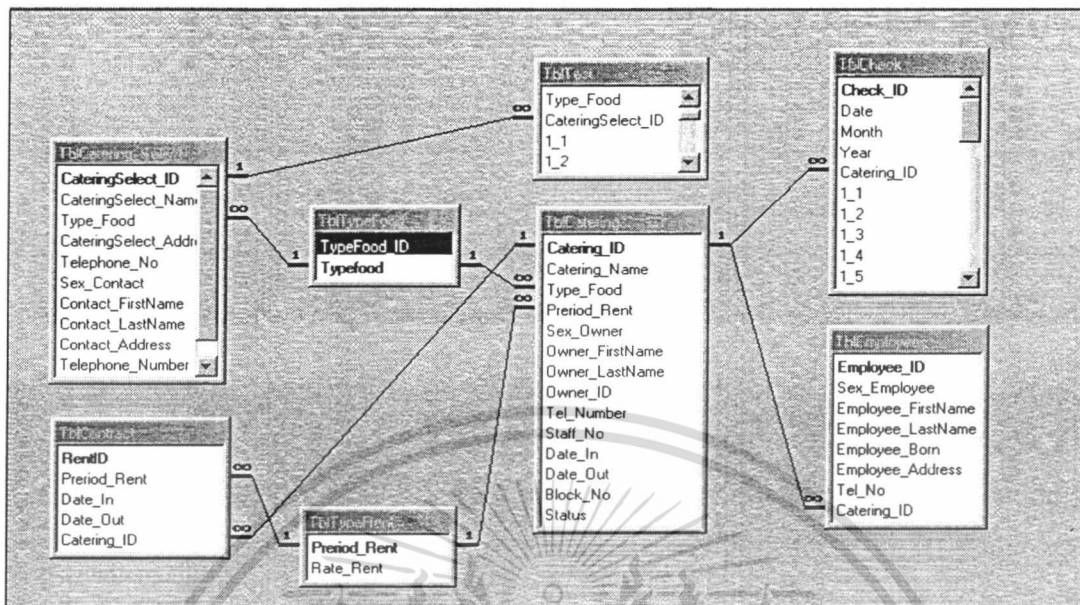 TblTest
Type_Food
CateringSelect_ID
1_1
1_2
TblCheck
Check_ID
Date
Month
Year
Catering_ID
1_1
1_2
1_3
1_4
1_5
CateringSelect_ID
CateringSelect_Nam
Type_Food
CateringSelect_Addr
Telephone_No
Sex_Contact
Contact_FirstName
Contact_LastName
Contact_Address
Telephone_Number
TblTypeFood
TypeFood_ID
Typefood
TblCatering
Catering_ID
Catering_Name
Type_Food
Preriod_Rent
Sex_Owner
Owner_FirstName
Owner_LastName
Owner_ID
Tel_Number
Staff_No
Date_In
Date_Out
Block_No
Status
TblEmployees
Employee_ID
Sex_Employee
Employee_FirstName
Employee_LastName
Employee_Born
Employee_Address
Tel_No
Catering_ID
TblContract
RentID
Preriod_Rent
Date_In
Date_Out
Catering_ID
TblTypeRent
Preriod_Rent
Rate_Rent
1
∞
∞
1
1
∞
∞
1
1
∞
∞
∞
∞
1
1